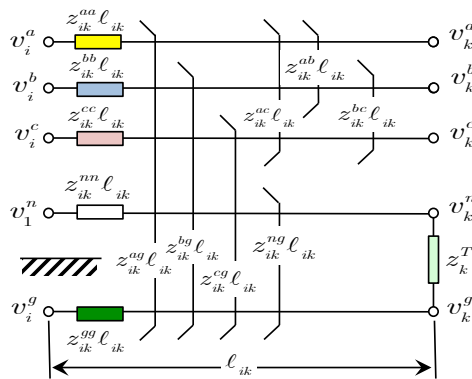 v_i^a z_{ik}^{aa} ℓ_{ik} v_k^a
z_{ik}^{ab} ℓ_{ik}
v_i^b z_{ik}^{bb} ℓ_{ik} v_k^b
z_{ik}^{ac} ℓ_{ik} z_{ik}^{bc} ℓ_{ik}
v_i^c z_{ik}^{cc} ℓ_{ik} v_k^c
v_1^n z_{ik}^{nn} ℓ_{ik} v_k^n
z_{ik}^{ag} ℓ_{ik} z_{ik}^{bg} ℓ_{ik} z_{ik}^{cg} ℓ_{ik} z_{ik}^{ng} ℓ_{ik} z_k^T
v_i^g z_{ik}^{gg} ℓ_{ik} v_k^g
ℓ_{ik}